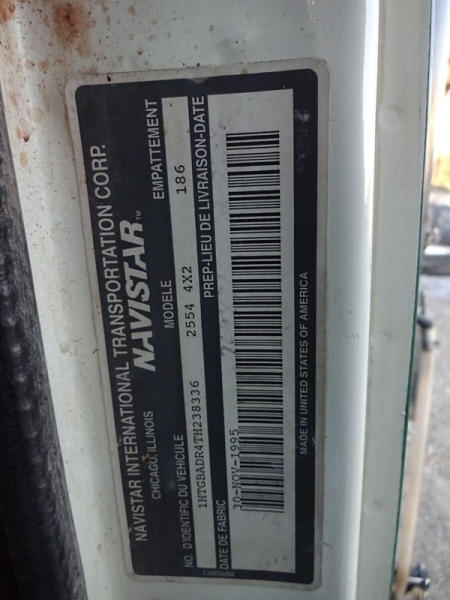 NAVISTAR INTERNATIONAL TRANSPORTATION CORP.
CHICAGO, ILLINOIS
NAVISTAR™
NO. D'IDENTIFIC DU VEHICULE MODELE EMPATTEMENT
1HTGBADR4TH238336 2554 4X2 186
DATE DE FABRIC PREP-LIEU DE LIVRAISON-DATE
30-NOV-1995
MADE IN UNITED STATES OF AMERICA